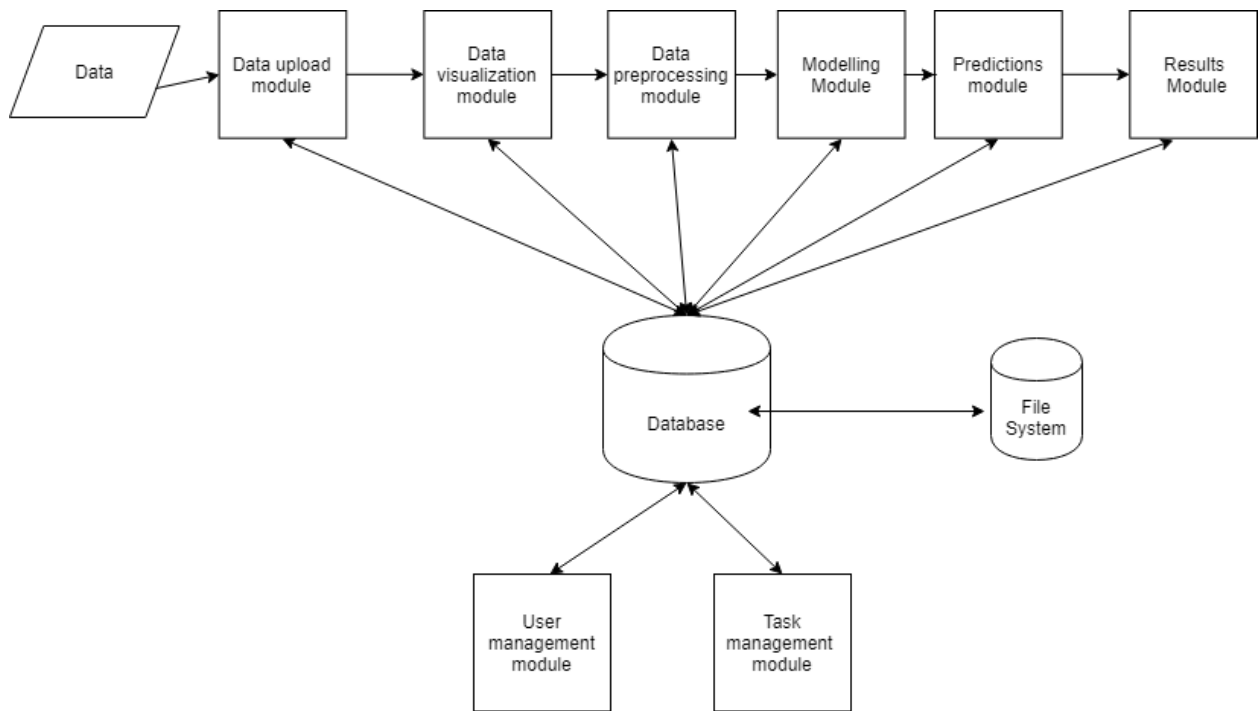 Data
Data upload
module
Data
visualization
module
Data
preprocessing
module
Modelling
Module
Predictions
module
Results
Module
Database
File
System
User
management
module
Task
management
module